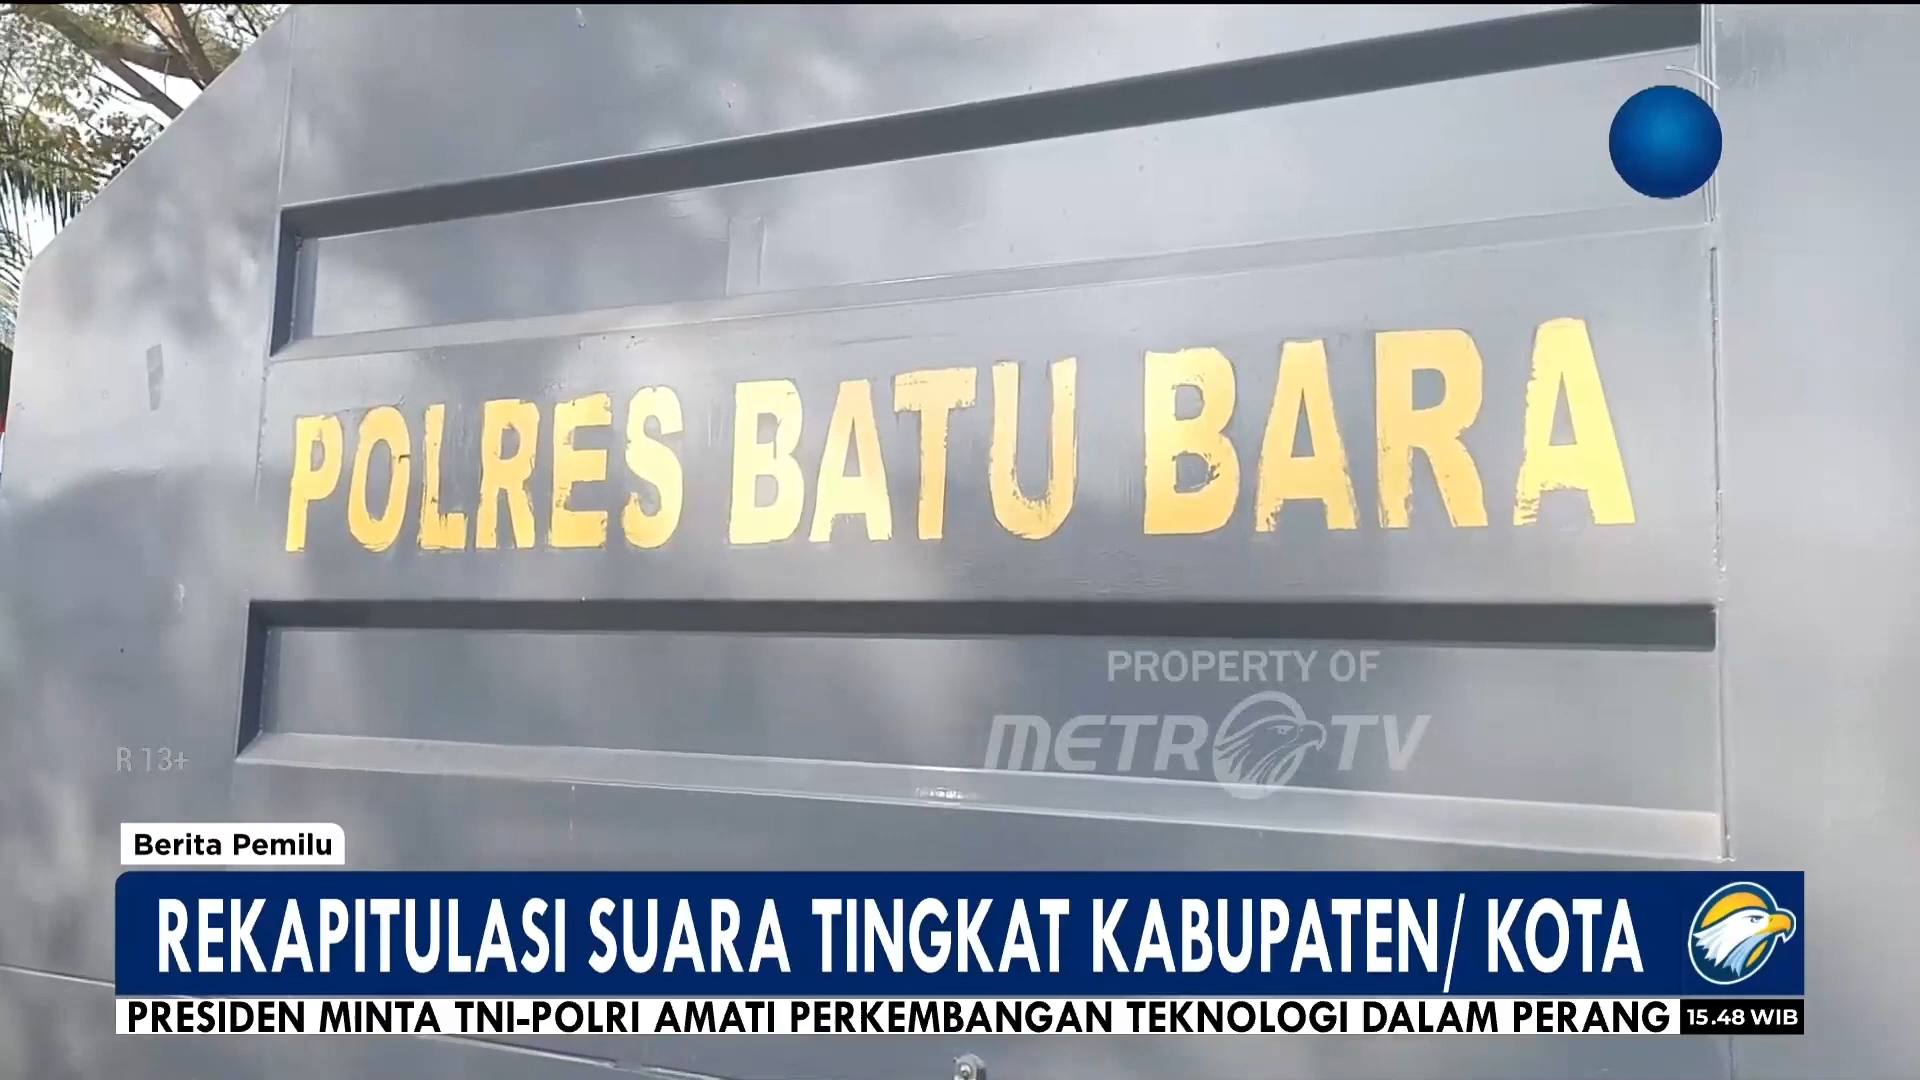 POLRES BATU BARA
PROPERTY OF
METRO TV
R 13+
Berita Pemilu
REKAPITULASI SUARA TINGKAT KABUPATEN/ KOTA
PRESIDEN MINTA TNI-POLRI AMATI PERKEMBANGAN TEKNOLOGI DALAM PERANG
15.48 WIB